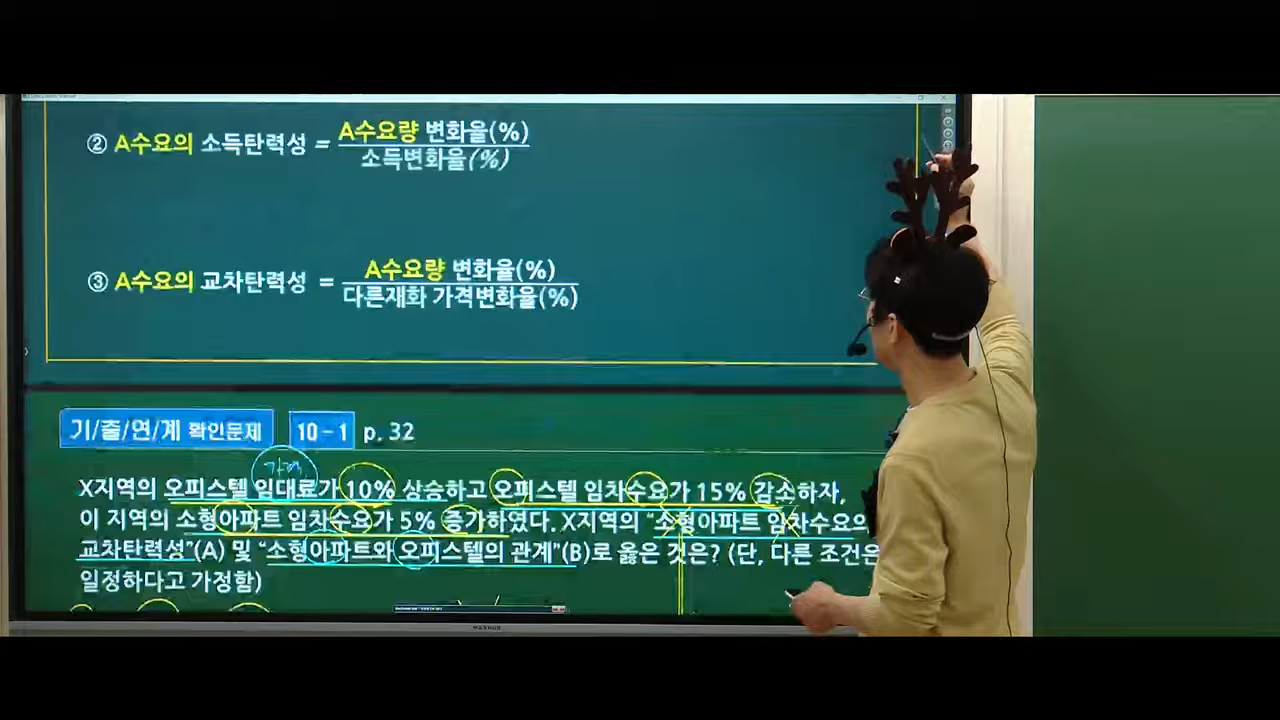 ② A수요의 소득탄력성 = A수요량 변화율(%)
소득변화율(%)
③ A수요의 교차탄력성 = A수요량 변화율(%)
다른재화 가격변화율(%)
기/출/연/계 확인문제 10-1 p. 32
가격
X지역의 오피스텔 임대료가 10% 상승하고 오피스텔 임차수요가 15% 감소하자,
이 지역의 소형아파트 임차수요가 5% 증가하였다. X지역의 “소형아파트 임차수요의
교차탄력성”(A) 및 “소형아파트와 오피스텔의 관계”(B)로 옳은 것은? (단, 다른 조건은
일정하다고 가정함)
MAXHUB